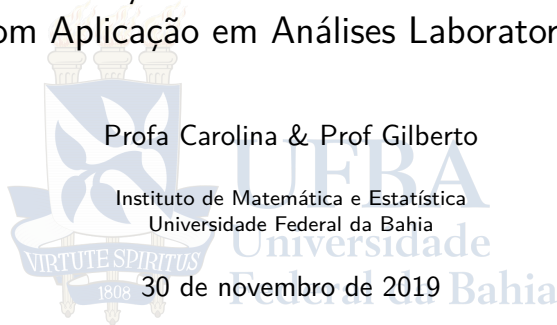 om Aplicação em Análises Laborator
Profa Carolina & Prof Gilberto
Instituto de Matemática e Estatística
Universidade Federal da Bahia
30 de novembro de 2019
UFBA
Universidade
Federal da Bahia
VIRTUTE SPIRITUS
1808